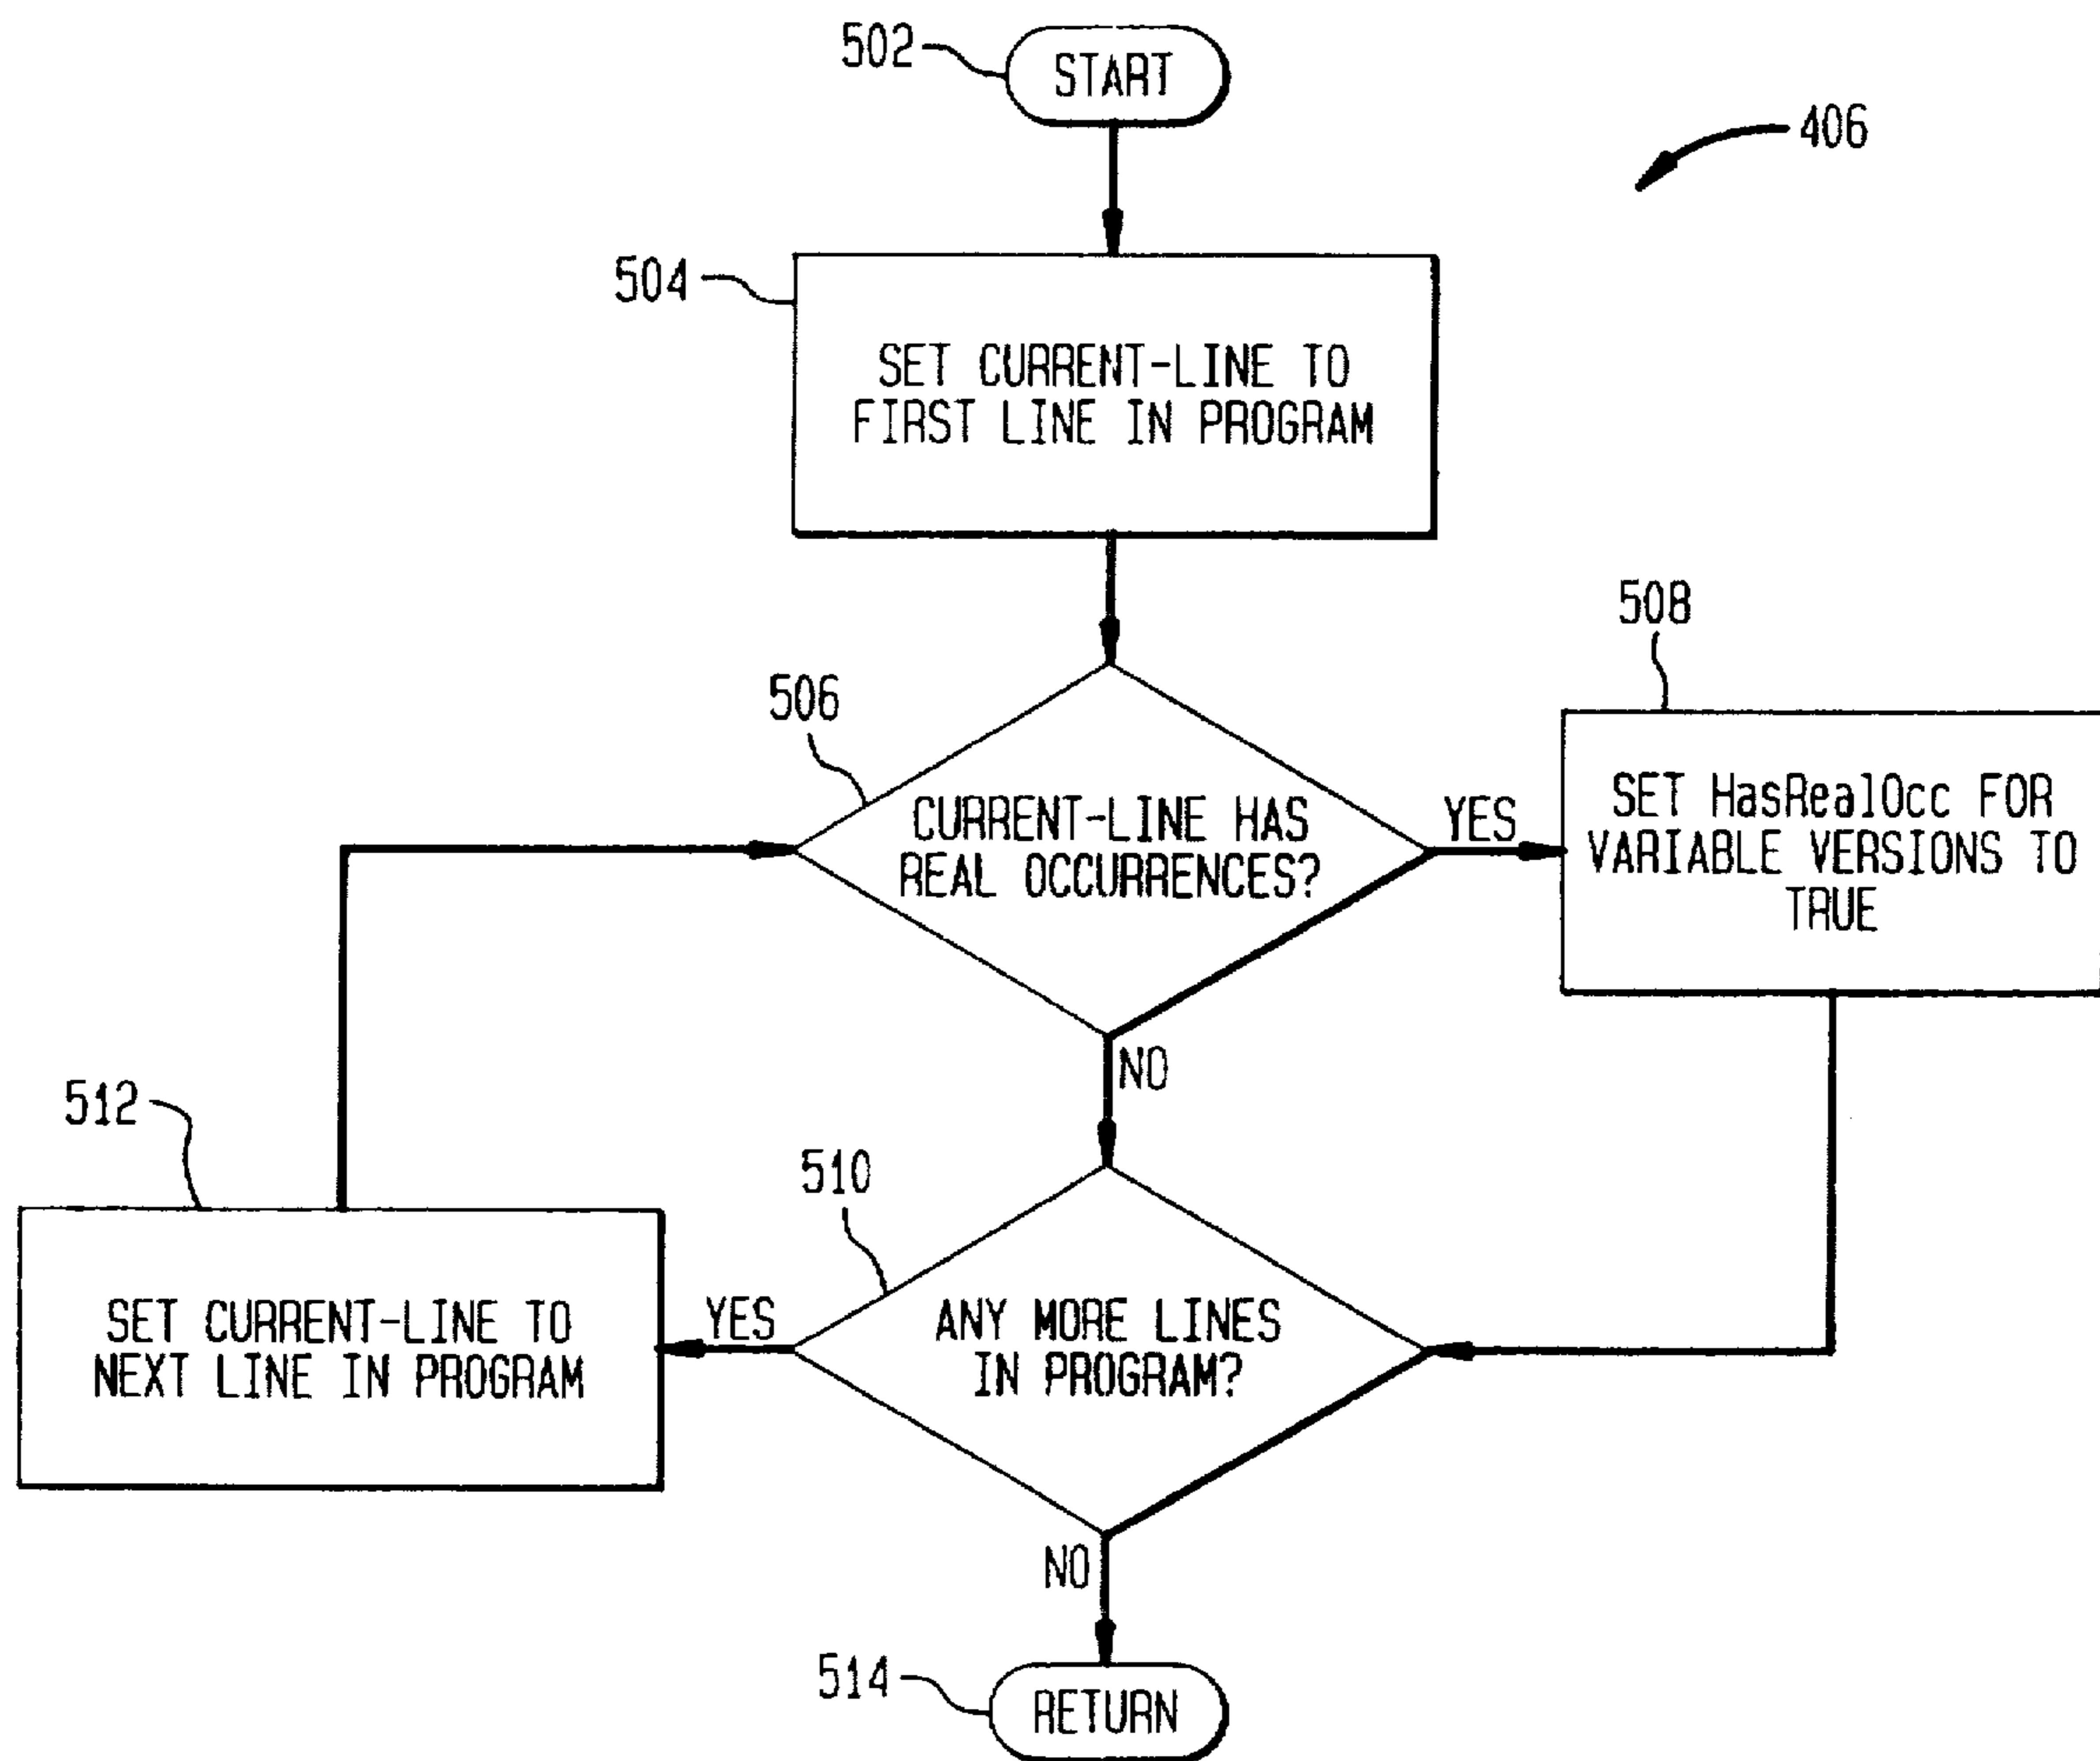 502
START
406
504
SET CURRENT-LINE TO
FIRST LINE IN PROGRAM
508
506
CURRENT-LINE HAS
REAL OCCURRENCES?
YES
SET HasRealOcc FOR
VARIABLE VERSIONS TO
TRUE
NO
512
510
SET CURRENT-LINE TO
NEXT LINE IN PROGRAM
YES
ANY MORE LINES
IN PROGRAM?
NO
514
RETURN